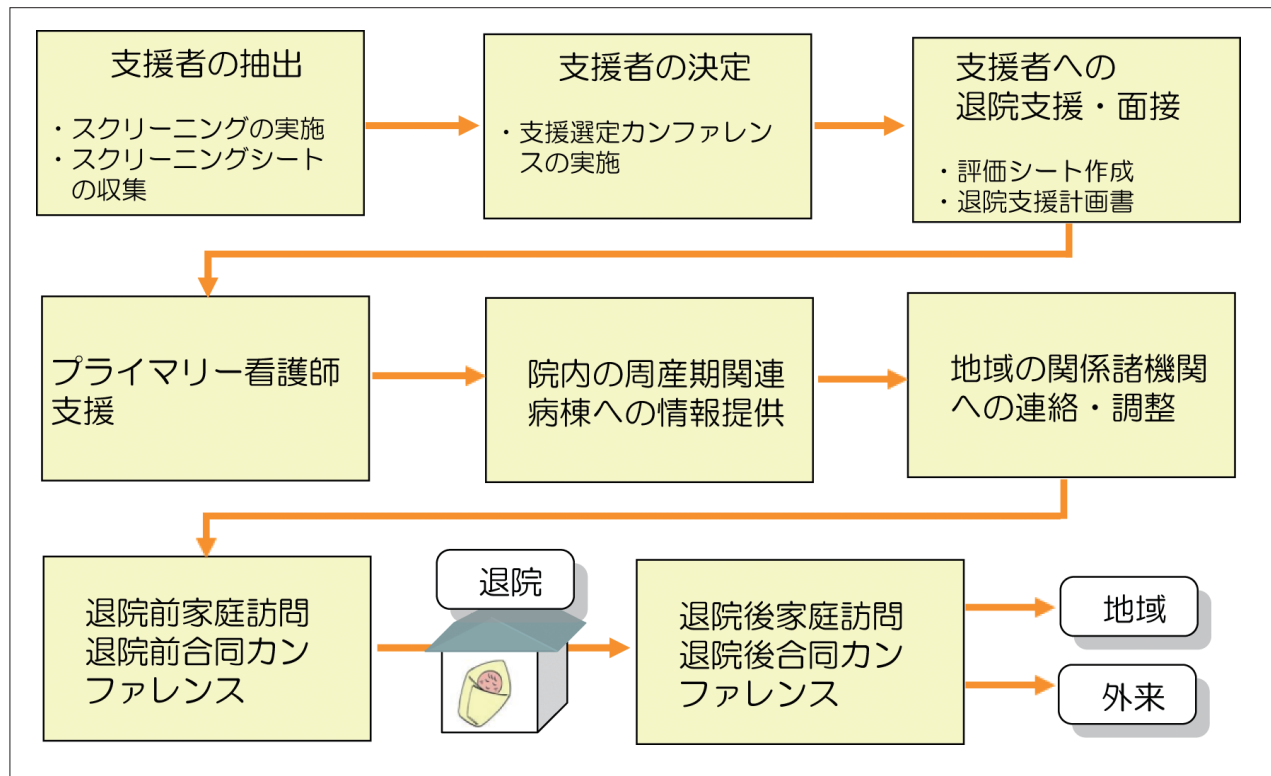 支援者の抽出
・スクリーニングの実施
・スクリーニングシート
の収集
支援者の決定
・支援選定カンファレン
スの実施
支援者への
退院支援・面接
・評価シート作成
・退院支援計画書
プライマリー看護師
支援
院内の周産期関連
病棟への情報提供
地域の関係諸機関
への連絡・調整
退院前家庭訪問
退院前合同カン
ファレンス
退院
退院後家庭訪問
退院後合同カン
ファレンス
地域
外来